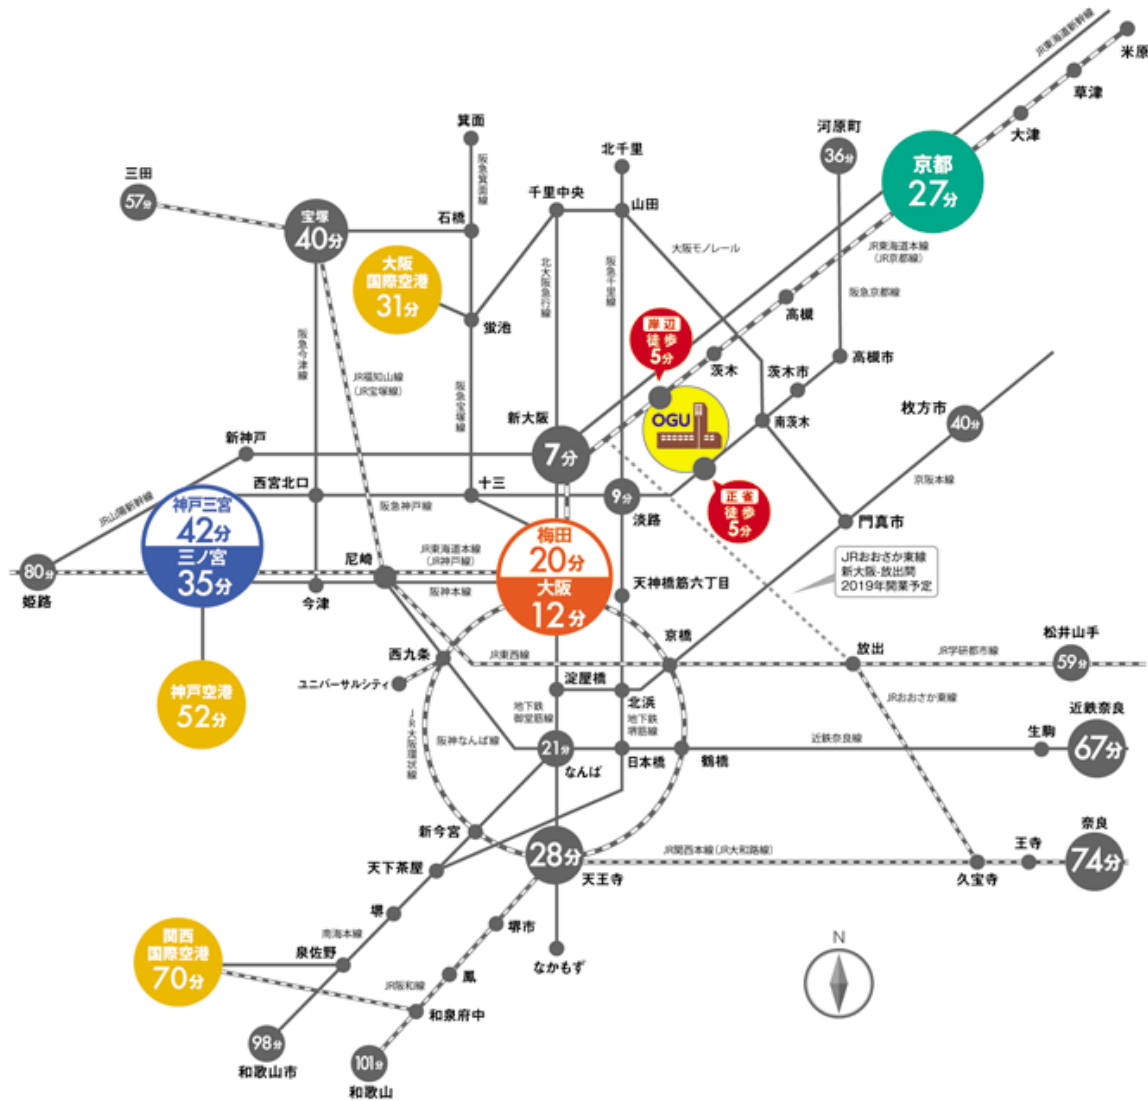 JR東海道新幹線
米原
草津
大津
箕面
河原町
36分
京都
27分
北千里
阪急箕面線
三田
57分
千里中央
山田
宝塚
40分
石橋
大阪モノレール
JR東海道本線
(JR京都線)
大阪
国際空港
31分
北大阪急行線
阪急千里線
阪急京都線
高槻
岸辺
徒歩
5分
蛍池
阪急今津線
茨木
高槻市
JR福知山線
(JR宝塚線)
阪急宝塚線
茨木市
OGU
新大阪
7分
南茨木
枚方市
40分
新神戸
西宮北口
十三
9分
淡路
正雀
徒歩
5分
京阪本線
JR山陽新幹線
阪急神戸線
神戸三宮
42分
三ノ宮
35分
門真市
梅田
20分
大阪
12分
JRおおさか東線
新大阪-放出間
2019年開業予定
80分
姫路
尼崎
JR東海道本線
(JR神戸線)
今津
阪神本線
天神橋筋六丁目
京橋
松井山手
59分
西九条
JR東西線
放出
JR学研都市線
ユニバーサルシティ
神戸空港
52分
淀屋橋
北浜
JRおおさか東線
地下鉄
御堂筋線
地下鉄
堺筋線
近鉄奈良
67分
JR大阪環状線
阪神なんば線
21分
なんば
日本橋
鶴橋
近鉄奈良線
生駒
新今宮
奈良
74分
28分
天王寺
JR関西本線(JR大和路線)
王寺
久宝寺
天下茶屋
堺
堺市
関西
国際空港
70分
南海本線
泉佐野
なかもず
N
鳳
JR阪和線
和泉府中
98分
和歌山市
101分
和歌山